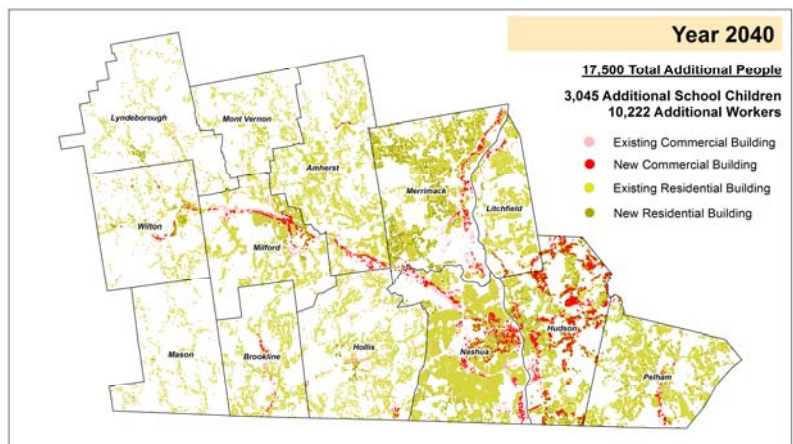 Year 2040
17,500 Total Additional People
3,045 Additional School Children
10,222 Additional Workers
Existing Commercial Building
New Commercial Building
Existing Residential Building
New Residential Building
Lyndeborough
Mont Vernon
Amherst
Merrimack
Litchfield
Wilton
Milford
Hudson
Mason
Brookline
Hollis
Nashua
Pelham